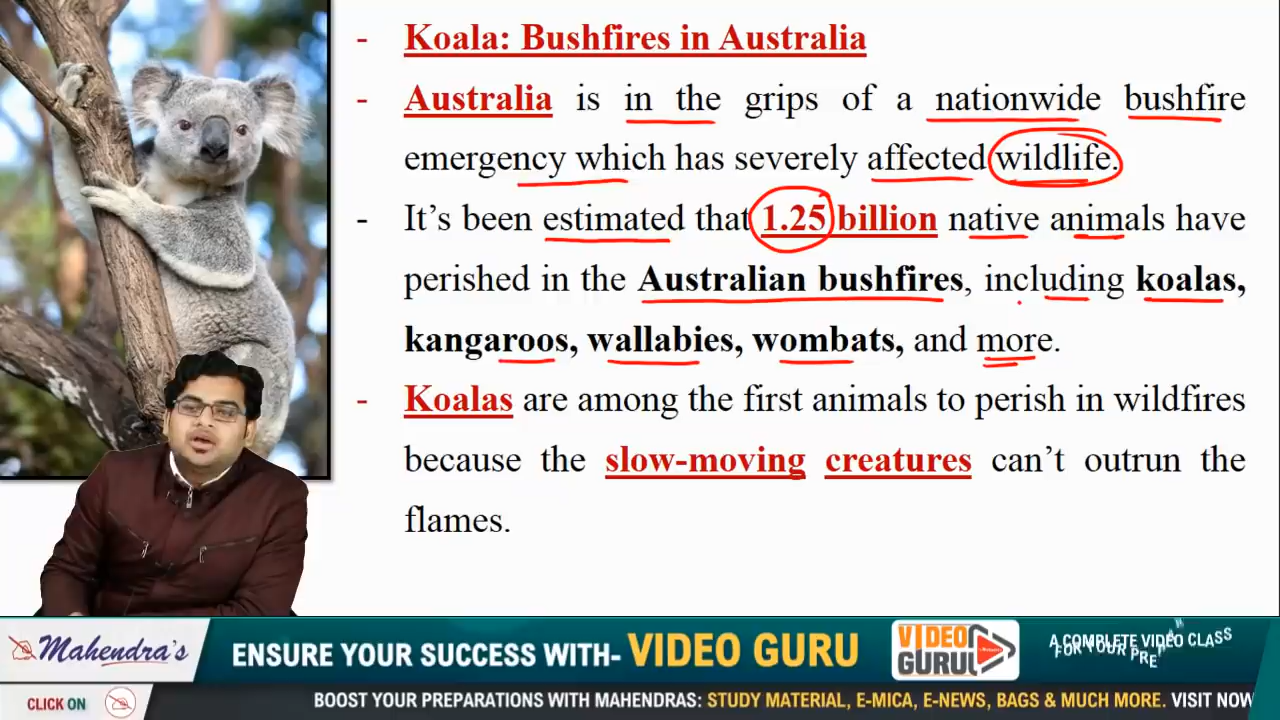 - Koala: Bushfires in Australia
- Australia is in the grips of a nationwide bushfire
emergency which has severely affected wildlife.
- It’s been estimated that 1.25 billion native animals have
perished in the Australian bushfires, including koalas,
kangaroos, wallabies, wombats, and more.
- Koalas are among the first animals to perish in wildfires
because the slow-moving creatures can’t outrun the
flames.
Mahendra's
ENSURE YOUR SUCCESS WITH- VIDEO GURU
VIDEO
GURU
A COMPLETE VIDEO CLASS
FOR YOUR PRE
CLICK ON
BOOST YOUR PREPARATIONS WITH MAHENDRAS: STUDY MATERIAL, E-MICA, E-NEWS, BAGS & MUCH MORE. VISIT NOW